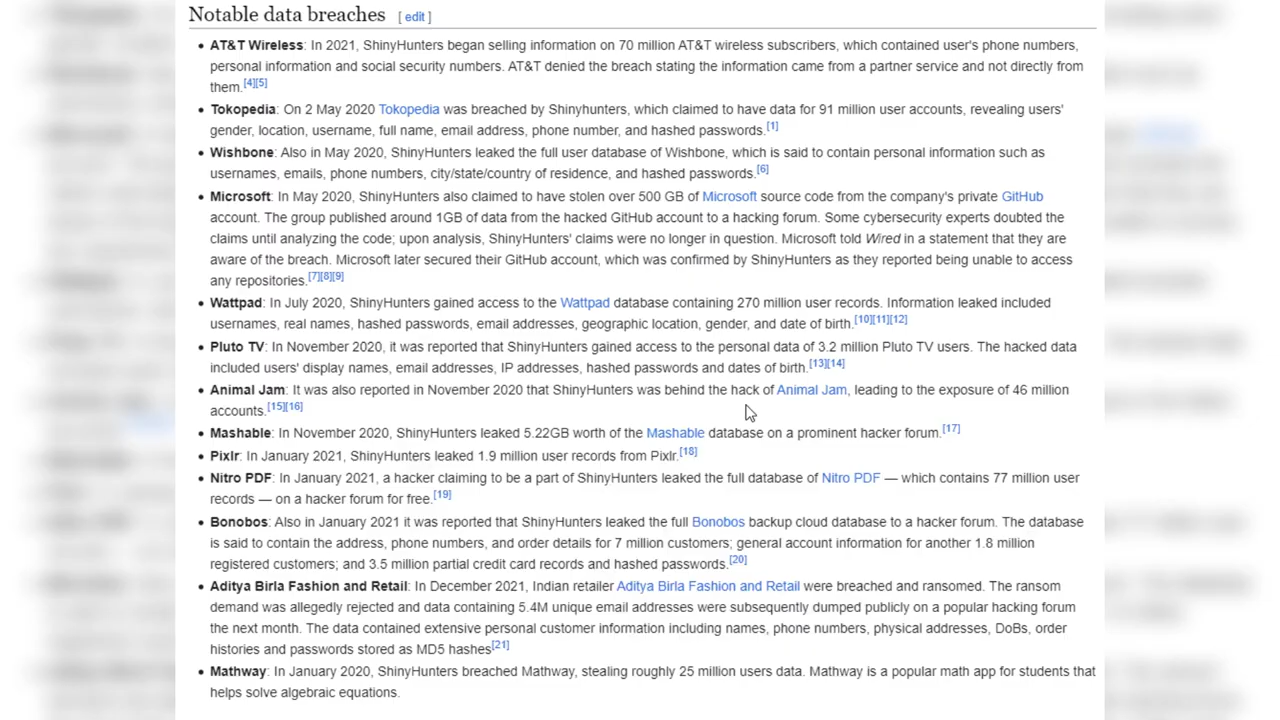 Notable data breaches [ edit ]
• AT&T Wireless: In 2021, ShinyHunters began selling information on 70 million AT&T wireless subscribers, which contained user's phone numbers,
personal information and social security numbers. AT&T denied the breach stating the information came from a partner service and not directly from
them.[4][5]
• Tokopedia: On 2 May 2020 Tokopedia was breached by Shinyhunters, which claimed to have data for 91 million user accounts, revealing users'
gender, location, username, full name, email address, phone number, and hashed passwords.[1]
• Wishbone: Also in May 2020, ShinyHunters leaked the full user database of Wishbone, which is said to contain personal information such as
usernames, emails, phone numbers, city/state/country of residence, and hashed passwords.[6]
• Microsoft: In May 2020, ShinyHunters also claimed to have stolen over 500 GB of Microsoft source code from the company's private GitHub
account. The group published around 1GB of data from the hacked GitHub account to a hacking forum. Some cybersecurity experts doubted the
claims until analyzing the code; upon analysis, ShinyHunters' claims were no longer in question. Microsoft told Wired in a statement that they are
aware of the breach. Microsoft later secured their GitHub account, which was confirmed by ShinyHunters as they reported being unable to access
any repositories.[7][8][9]
• Wattpad: In July 2020, ShinyHunters gained access to the Wattpad database containing 270 million user records. Information leaked included
usernames, real names, hashed passwords, email addresses, geographic location, gender, and date of birth.[10][11][12]
• Pluto TV: In November 2020, it was reported that ShinyHunters gained access to the personal data of 3.2 million Pluto TV users. The hacked data
included users' display names, email addresses, IP addresses, hashed passwords and dates of birth.[13][14]
• Animal Jam: It was also reported in November 2020 that ShinyHunters was behind the hack of Animal Jam, leading to the exposure of 46 million
accounts.[15][16]
• Mashable: In November 2020, ShinyHunters leaked 5.22GB worth of the Mashable database on a prominent hacker forum.[17]
• Pixlr: In January 2021, ShinyHunters leaked 1.9 million user records from Pixlr.[18]
• Nitro PDF: In January 2021, a hacker claiming to be a part of ShinyHunters leaked the full database of Nitro PDF — which contains 77 million user
records — on a hacker forum for free.[19]
• Bonobos: Also in January 2021 it was reported that ShinyHunters leaked the full Bonobos backup cloud database to a hacker forum. The database
is said to contain the address, phone numbers, and order details for 7 million customers; general account information for another 1.8 million
registered customers; and 3.5 million partial credit card records and hashed passwords.[20]
• Aditya Birla Fashion and Retail: In December 2021, Indian retailer Aditya Birla Fashion and Retail were breached and ransomed. The ransom
demand was allegedly rejected and data containing 5.4M unique email addresses were subsequently dumped publicly on a popular hacking forum
the next month. The data contained extensive personal customer information including names, phone numbers, physical addresses, DoBs, order
histories and passwords stored as MD5 hashes[21]
• Mathway: In January 2020, ShinyHunters breached Mathway, stealing roughly 25 million users data. Mathway is a popular math app for students that
helps solve algebraic equations.